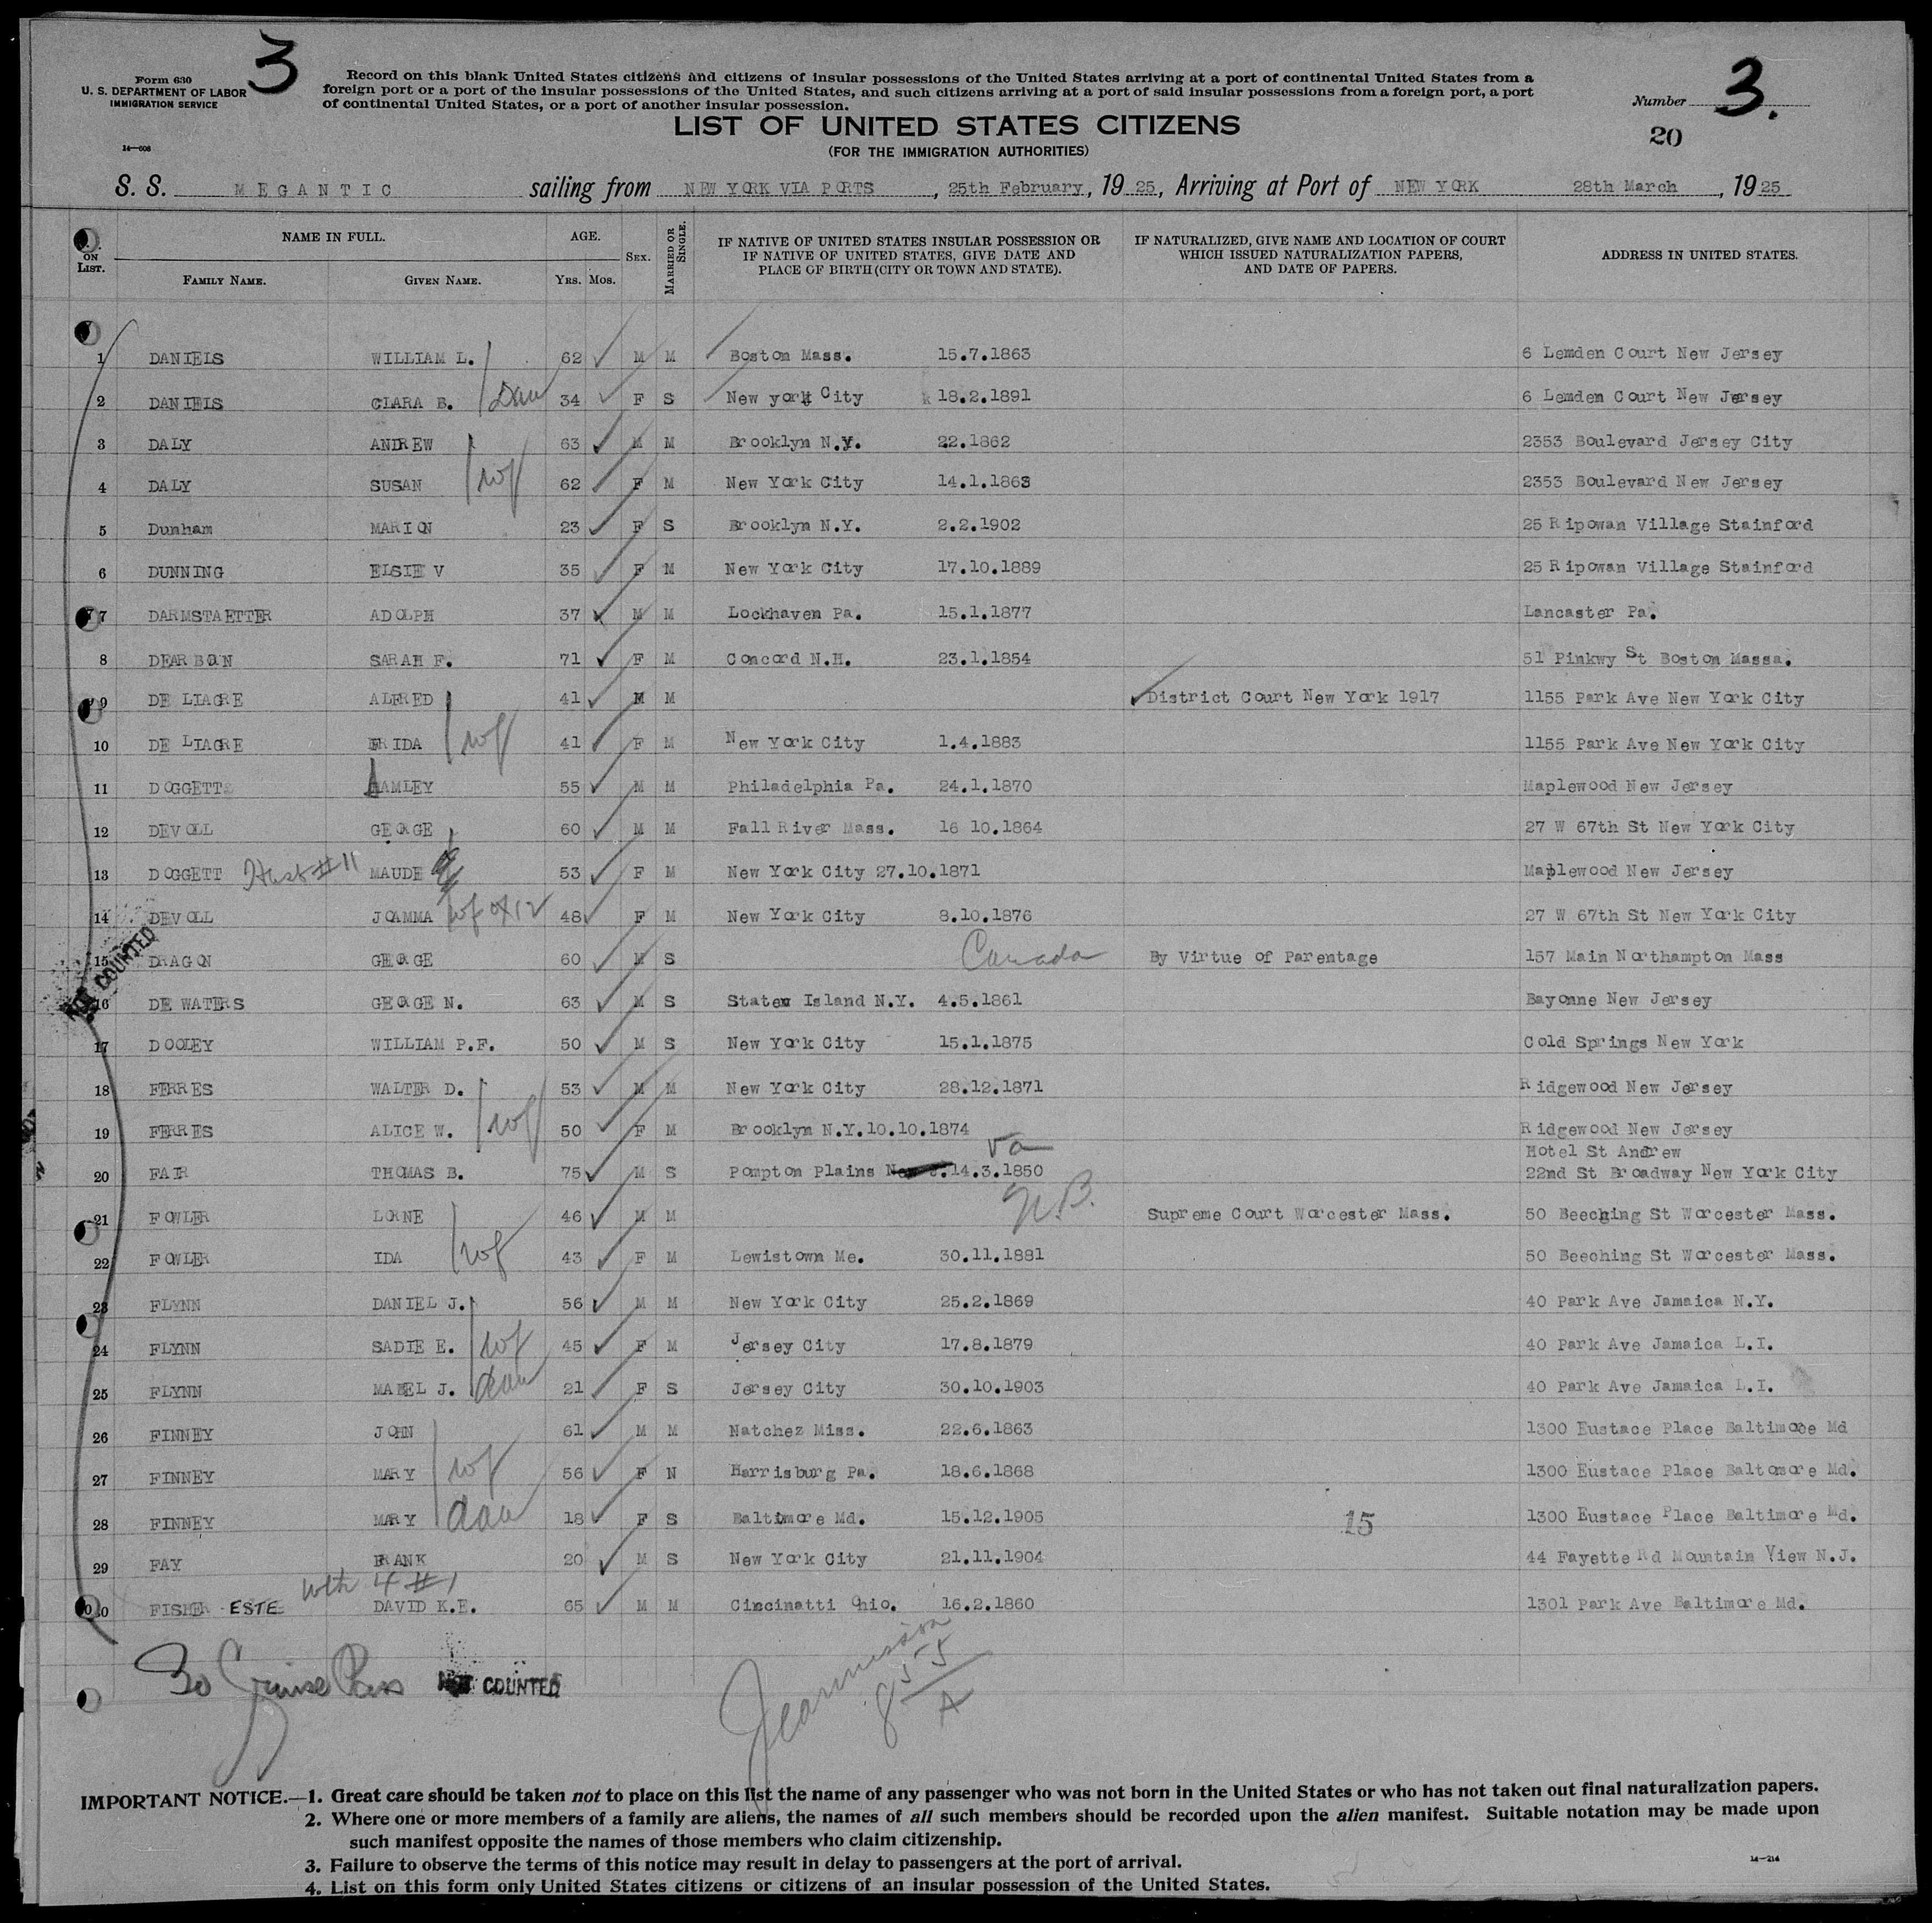 3
Form 630
U. S. DEPARTMENT OF LABOR
IMMIGRATION SERVICE
14—608
Record on this blank United States citizens and citizens of insular possessions of the United States arriving at a port of continental United States from a
foreign port or a port of the insular possessions of the United States, and such citizens arriving at a port of said insular possessions from a foreign port, a port
of continental United States, or a port of another insular possession.
Number 3.
20
LIST OF UNITED STATES CITIZENS
(FOR THE IMMIGRATION AUTHORITIES)
S. S. MEGANTIC sailing from NEW YORK VIA PORTS, 25th February, 1925, Arriving at Port of NEW YORK 28th March, 1925
ON LIST. NAME IN FULL. FAMILY NAME. GIVEN NAME. AGE. YRS. MOS. SEX. MARRIED OR SINGLE. IF NATIVE OF UNITED STATES INSULAR POSSESSION OR IF NATIVE OF UNITED STATES, GIVE DATE AND PLACE OF BIRTH (CITY OR TOWN AND STATE). IF NATURALIZED, GIVE NAME AND LOCATION OF COURT WHICH ISSUED NATURALIZATION PAPERS, AND DATE OF PAPERS. ADDRESS IN UNITED STATES.
1 DANIELS WILLIAM L. 62 M M Boston Mass. 15.7.1863 6 Lemden Court New Jersey
2 DANIELS CLARA B. Dau 34 F S New york City 18.2.1891 6 Lemden Court New Jersey
3 DALY ANDREW 63 M M Brooklyn N.Y. 22.1862 2353 Boulevard Jersey City
4 DALY SUSAN wf 62 F M New York City 14.1.1863 2353 Boulevard New Jersey
5 Dunham MARION 23 F S Brooklyn N.Y. 2.2.1902 25 Ripowan Village Stainford
6 DUNNING ELSIE V 35 F M New York City 17.10.1889 25 Ripowan Village Stainford
7 DARMSTAETTER ADOLPH 37 M M Lockhaven Pa. 15.1.1877 Lancaster Pa.
8 DEARBOUN SARAH F. 71 F M Concord N.H. 23.1.1854 51 Pinkwy St Boston Massa.
9 DE LIAGRE ALFRED 41 M M District Court New York 1917 1155 Park Ave New York City
10 DE LIAGRE FRIDA wf 41 F M New York City 1.4.1883 1155 Park Ave New York City
11 DOGGETT HAMLEY 55 M M Philadelphia Pa. 24.1.1870 Maplewood New Jersey
12 DEVOLL GEORGE 60 M M Fall River Mass. 16 10.1864 27 W 67th St New York City
13 DOGGETT Hust #11 MAUDE 53 F M New York City 27.10.1871 Maplewood New Jersey
14 DEVOLL JOAMMA wf of 12 48 F M New York City 8.10.1876 27 W 67th St New York City
15 DRAGON GEORGE 60 M S Canada By Virtue of Parentage 157 Main Northampton Mass
NOT COUNTED
16 DE WATERS GEORGE N. 63 M S Staten Island N.Y. 4.5.1861 Bayonne New Jersey
17 DOOLEY WILLIAM P.F. 50 M S New York City 15.1.1875 Cold Springs New York
18 FERRES WALTER D. 53 M M New York City 28.12.1871 Ridgewood New Jersey
19 FERRES ALICE W. wf 50 F M Brooklyn N.Y.10.10.1874 Ridgewood New Jersey
Va Hotel St Andrew
20 FAIR THOMAS B. 75 M S Pompton Plains 14.3.1850 22nd St Broadway New York City
21 FOWLER LORNE 46 M M N.B. Supreme Court Worcester Mass. 50 Beeching St Worcester Mass.
22 FOWLER IDA wf 43 F M Lewistown Me. 30.11.1881 50 Beeching St Worcester Mass.
23 FLYNN DANIEL J. 56 M M New York City 25.2.1869 40 Park Ave Jamaica N.Y.
24 FLYNN SADIE E. wf 45 F M Jersey City 17.8.1879 40 Park Ave Jamaica L.I.
25 FLYNN MABEL J. dau 21 F S Jersey City 30.10.1903 40 Park Ave Jamaica L.I.
26 FINNEY JOHN 61 M M Natchez Miss. 22.6.1863 1300 Eustace Place Baltimore Md
27 FINNEY MARY wf 56 F N Harrisburg Pa. 18.6.1868 1300 Eustace Place Baltomore Md.
28 FINNEY MARY dau 18 F S Baltimore Md. 15.12.1905 15 1300 Eustace Place Baltimore Md.
29 FAY FRANK 20 M S New York City 21.11.1904 44 Fayette Rd Mountain View N.J.
with 4 #1
30 FISHER ESTE DAVID K.E. 65 M M Cincinatti Ohio. 16.2.1860 1301 Park Ave Baltimore Md.
30 Cruise Pass NOT COUNTED
855
A
IMPORTANT NOTICE.—1. Great care should be taken not to place on this list the name of any passenger who was not born in the United States or who has not taken out final naturalization papers.
2. Where one or more members of a family are aliens, the names of all such members should be recorded upon the alien manifest. Suitable notation may be made upon
such manifest opposite the names of those members who claim citizenship.
3. Failure to observe the terms of this notice may result in delay to passengers at the port of arrival.
14—214
4. List on this form only United States citizens or citizens of an insular possession of the United States.